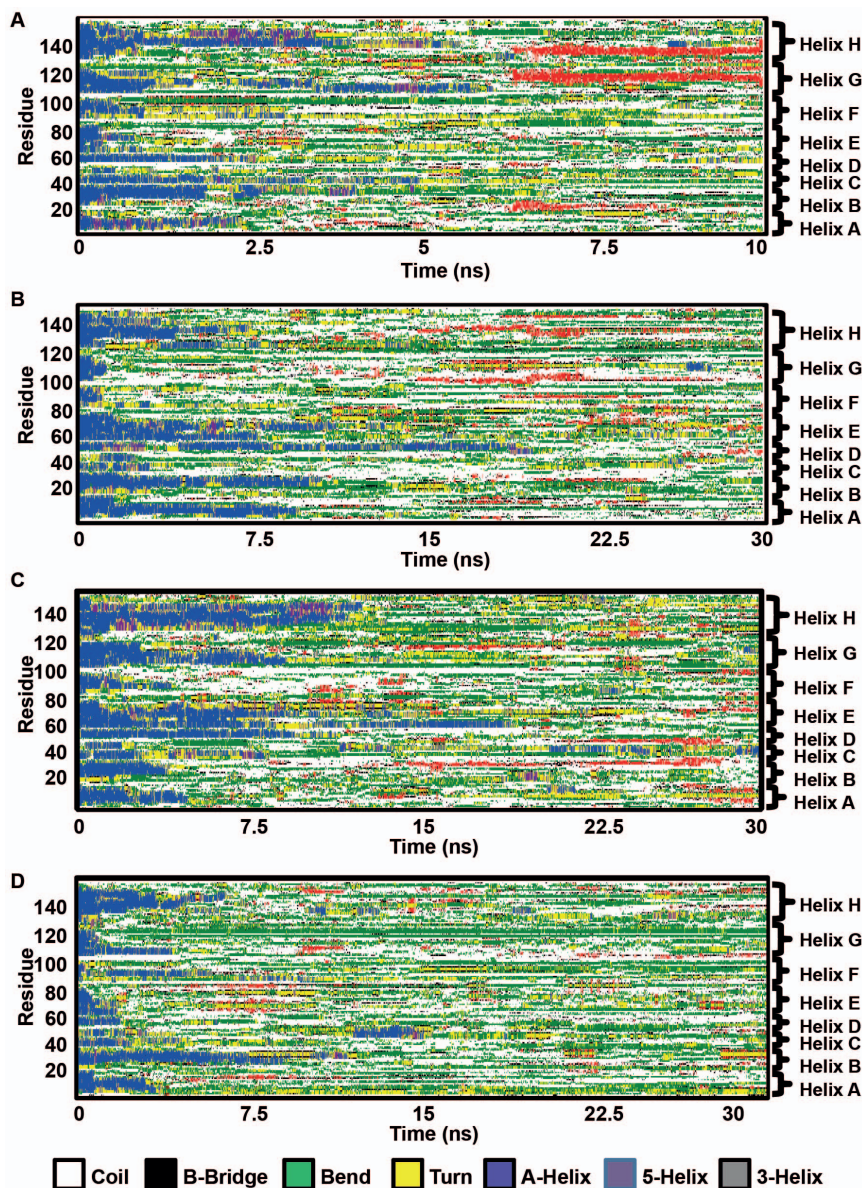 A
Residue
140
120
100
80
60
40
20
Helix H
Helix G
Helix F
Helix E
Helix D
Helix C
Helix B
Helix A
0 2.5 5 7.5 10
Time (ns)
B
Residue
140
120
100
80
60
40
20
Helix H
Helix G
Helix F
Helix E
Helix D
Helix C
Helix B
Helix A
0 7.5 15 22.5 30
Time (ns)
C
Residue
140
120
100
80
60
40
20
Helix H
Helix G
Helix F
Helix E
Helix D
Helix C
Helix B
Helix A
0 7.5 15 22.5 30
Time (ns)
D
Residue
140
120
100
80
60
40
20
Helix H
Helix G
Helix F
Helix E
Helix D
Helix C
Helix B
Helix A
0 7.5 15 22.5 30
Time (ns)
Coil B-Bridge Bend Turn A-Helix 5-Helix 3-Helix